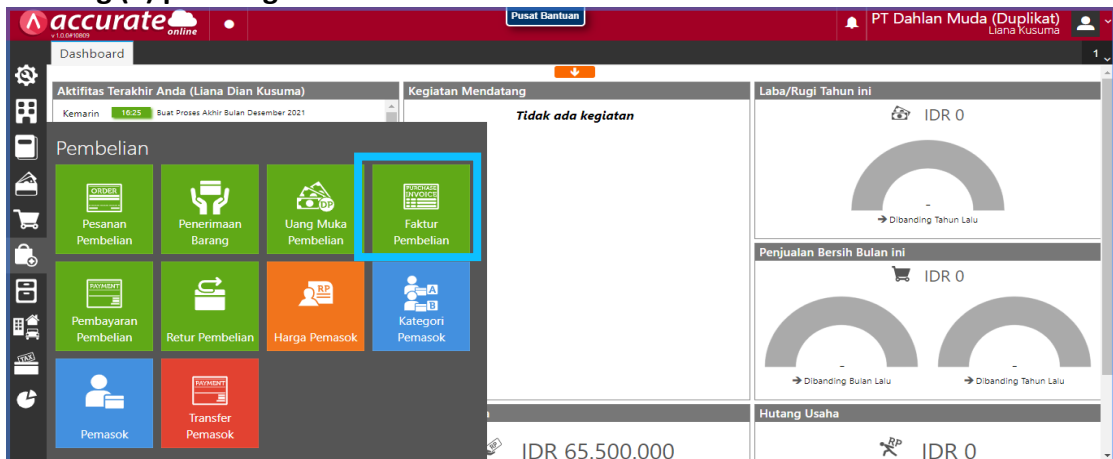 accurate
online
v 1.0.6#10809
Pusat Bantuan
PT Dahlan Muda (Duplikat)
Liana Kusuma
Dashboard
1
Aktifitas Terakhir Anda (Liana Dian Kusuma)
Kemarin 16:25 Buat Proses Akhir Bulan Desember 2021
Kegiatan Mendatang
Tidak ada kegiatan
Laba/Rugi Tahun ini
IDR 0
-
Dibanding Tahun Lalu
Pembelian
ORDER
Pesanan
Pembelian
Penerimaan
Barang
DP
Uang Muka
Pembelian
PURCHASE
INVOICE
Faktur
Pembelian
PAYMENT
Pembayaran
Pembelian
Retur Pembelian
RP
Harga Pemasok
A
B
Kategori
Pemasok
Pemasok
PAYMENT
Transfer
Pemasok
TAX
Penjualan Bersih Bulan ini
IDR 0
-
Dibanding Bulan Lalu
-
Dibanding Tahun Lalu
IDR 65.500.000
Hutang Usaha
RP
IDR 0